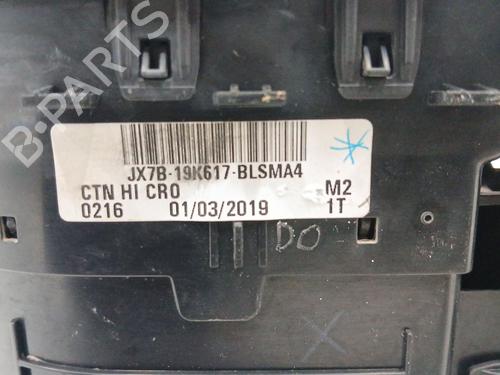 B-PARTS
JX7B-19K617-BLSMA4
CTN HI CRO M2
0216 01/03/2019 1T
DO